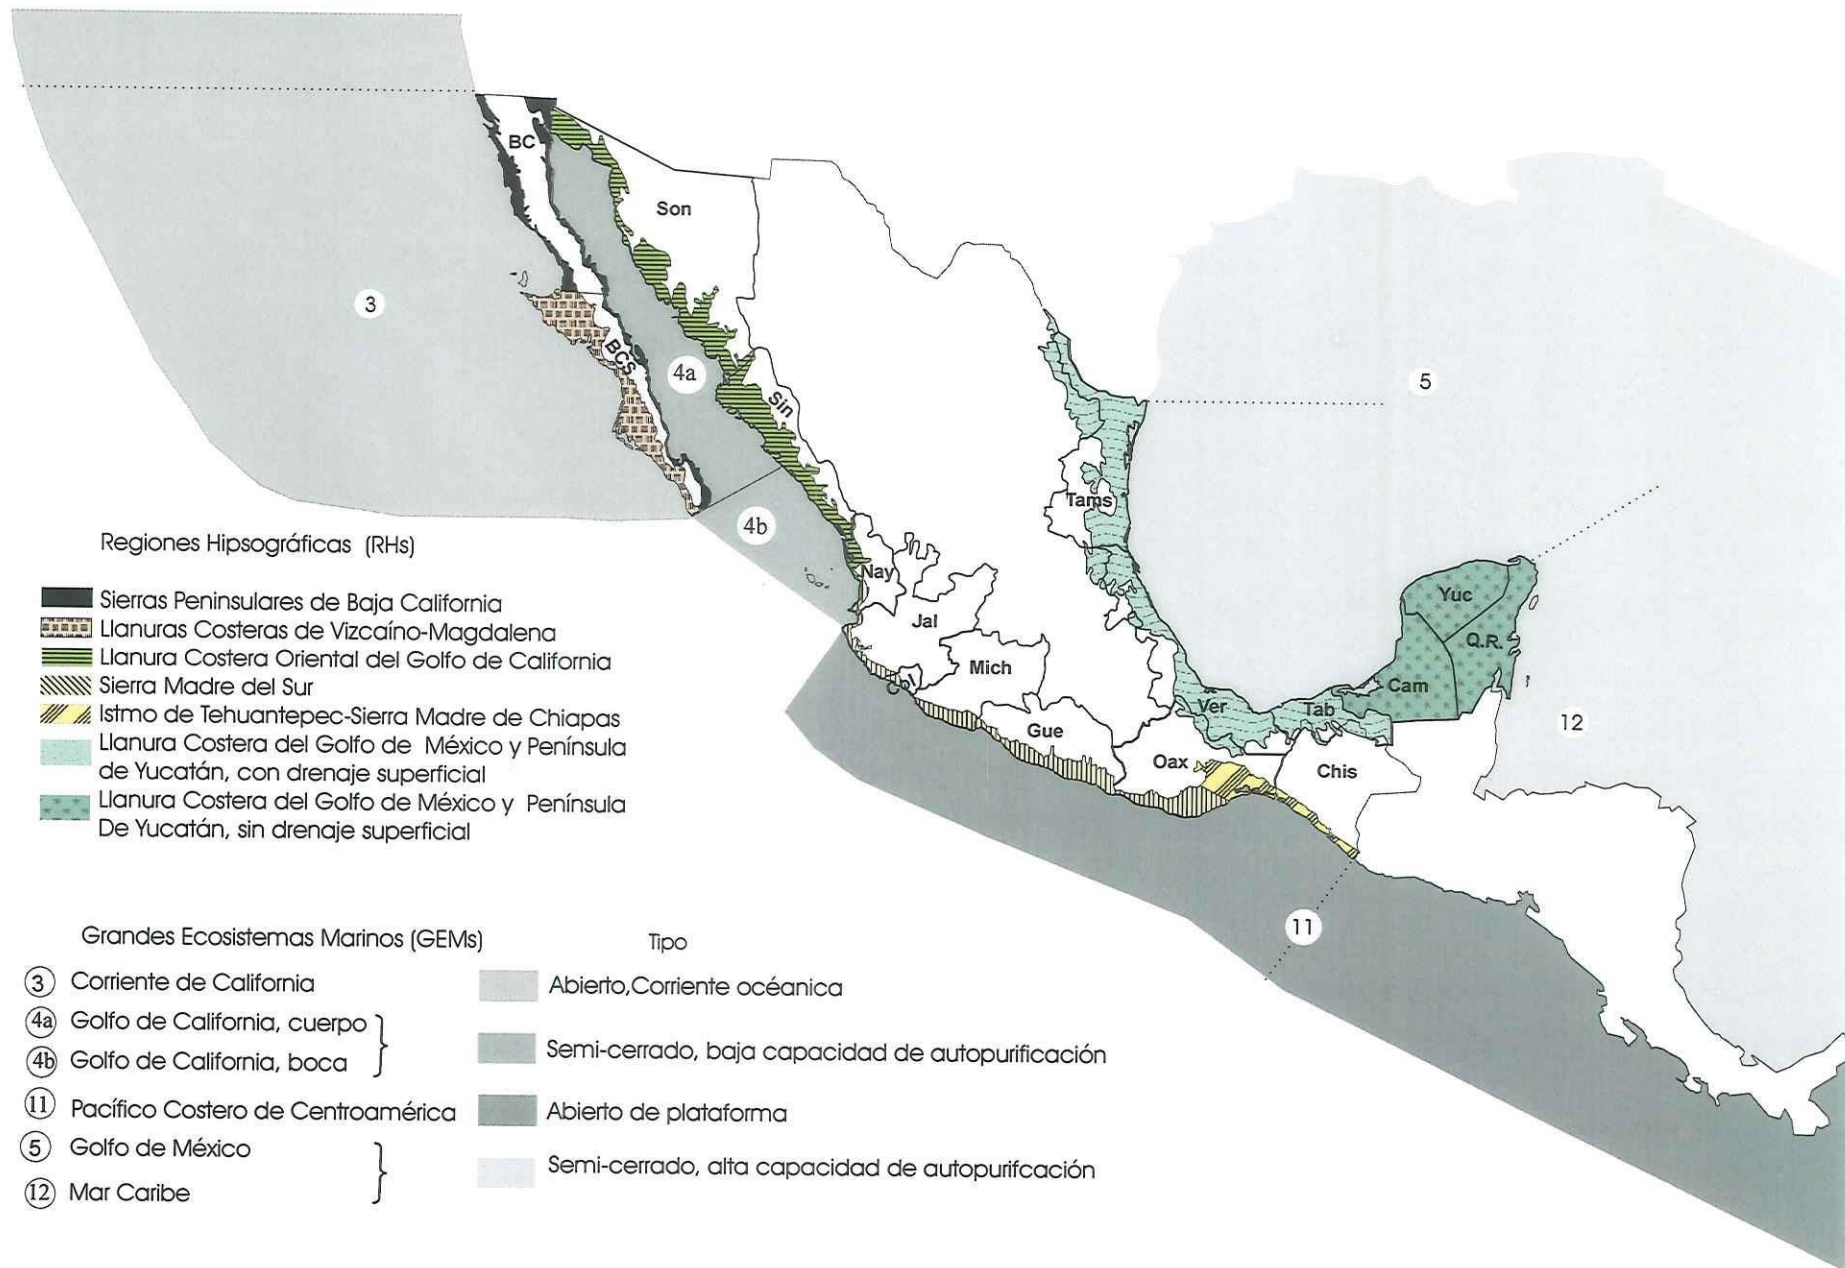 BC
Son
3
BCS
4a
Sin
5
4b
Tams
Nay
Jal
Col
Mich
Gue
Oax
Ver
Tab
Chis
Cam
Yuc
Q.R.
12
11
Regiones Hipsográficas (RHs)
Sierras Peninsulares de Baja California
Llanuras Costeras de Vizcaíno-Magdalena
Llanura Costera Oriental del Golfo de California
Sierra Madre del Sur
Istmo de Tehuantepec-Sierra Madre de Chiapas
Llanura Costera del Golfo de México y Península
de Yucatán, con drenaje superficial
Llanura Costera del Golfo de México y Península
De Yucatán, sin drenaje superficial
Grandes Ecosistemas Marinos (GEMs)
3 Corriente de California
4a Golfo de California, cuerpo
4b Golfo de California, boca
11 Pacífico Costero de Centroamérica
5 Golfo de México
12 Mar Caribe
Tipo
Abierto,Corriente océanica
Semi-cerrado, baja capacidad de autopurificación
Abierto de plataforma
Semi-cerrado, alta capacidad de autopurifcación